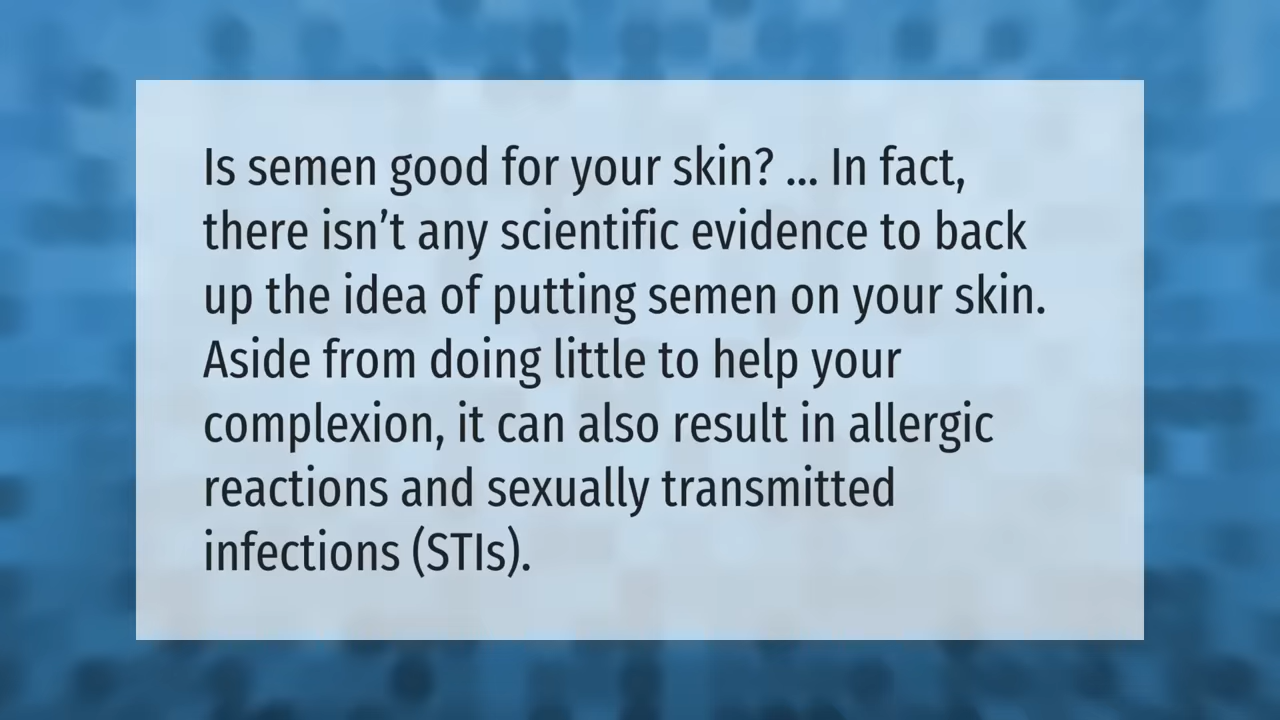 Is semen good for your skin? ... In fact,
there isn’t any scientific evidence to back
up the idea of putting semen on your skin.
Aside from doing little to help your
complexion, it can also result in allergic
reactions and sexually transmitted
infections (STIs).